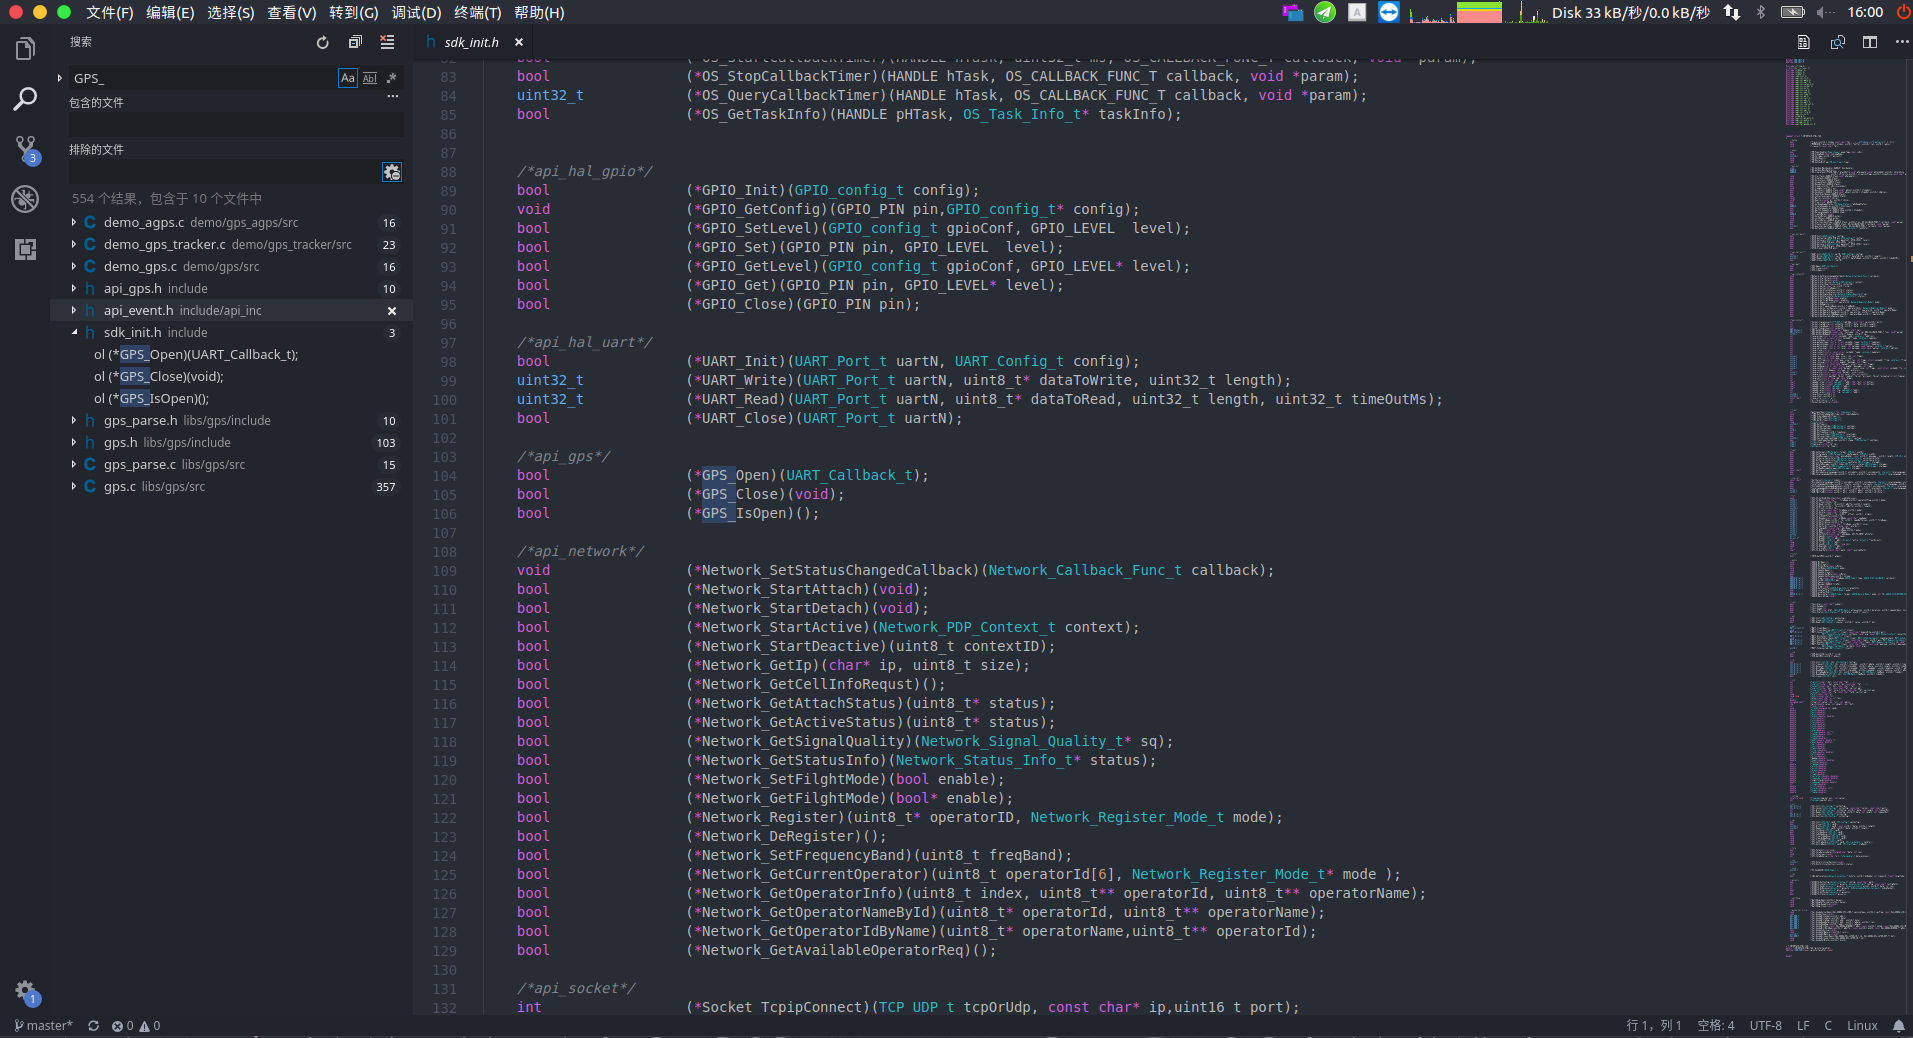 文件(F) 编辑(E) 选择(S) 查看(V) 转到(G) 调试(D) 终端(T) 帮助(H)
A
Disk 33 kB/秒/0.0 kB/秒
16:00
搜索
GPS_
Aa Abl .*
包含的文件
排除的文件
554 个结果，包含于 10 个文件中
demo_agps.c demo/gps_agps/src 16
demo_gps_tracker.c demo/gps_tracker/src 23
demo_gps.c demo/gps/src 16
api_gps.h include 10
api_event.h include/api_inc
sdk_init.h include 3
ol (*GPS_Open)(UART_Callback_t);
ol (*GPS_Close)(void);
ol (*GPS_IsOpen)();
gps_parse.h libs/gps/include 10
gps.h libs/gps/include 103
gps_parse.c libs/gps/src 15
gps.c libs/gps/src 357
3
1
sdk_init.h
82 bool (*OS_StartCallbackTimer)(HANDLE hTask, uint32_t ms, OS_CALLBACK_FUNC_T callback, void *param);
83 bool (*OS_StopCallbackTimer)(HANDLE hTask, OS_CALLBACK_FUNC_T callback, void *param);
84 uint32_t (*OS_QueryCallbackTimer)(HANDLE hTask, OS_CALLBACK_FUNC_T callback, void *param);
85 bool (*OS_GetTaskInfo)(HANDLE pHTask, OS_Task_Info_t* taskInfo);
86
87
88 /*api_hal_gpio*/
89 bool (*GPIO_Init)(GPIO_config_t config);
90 void (*GPIO_GetConfig)(GPIO_PIN pin,GPIO_config_t* config);
91 bool (*GPIO_SetLevel)(GPIO_config_t gpioConf, GPIO_LEVEL  level);
92 bool (*GPIO_Set)(GPIO_PIN pin, GPIO_LEVEL  level);
93 bool (*GPIO_GetLevel)(GPIO_config_t gpioConf, GPIO_LEVEL* level);
94 bool (*GPIO_Get)(GPIO_PIN pin, GPIO_LEVEL* level);
95 bool (*GPIO_Close)(GPIO_PIN pin);
96
97 /*api_hal_uart*/
98 bool (*UART_Init)(UART_Port_t uartN, UART_Config_t config);
99 uint32_t (*UART_Write)(UART_Port_t uartN, uint8_t* dataToWrite, uint32_t length);
100 uint32_t (*UART_Read)(UART_Port_t uartN, uint8_t* dataToRead, uint32_t length, uint32_t timeOutMs);
101 bool (*UART_Close)(UART_Port_t uartN);
102
103 /*api_gps*/
104 bool (*GPS_Open)(UART_Callback_t);
105 bool (*GPS_Close)(void);
106 bool (*GPS_IsOpen)();
107
108 /*api_network*/
109 void (*Network_SetStatusChangedCallback)(Network_Callback_Func_t callback);
110 bool (*Network_StartAttach)(void);
111 bool (*Network_StartDetach)(void);
112 bool (*Network_StartActive)(Network_PDP_Context_t context);
113 bool (*Network_StartDeactive)(uint8_t contextID);
114 bool (*Network_GetIp)(char* ip, uint8_t size);
115 bool (*Network_GetCellInfoRequst)();
116 bool (*Network_GetAttachStatus)(uint8_t* status);
117 bool (*Network_GetActiveStatus)(uint8_t* status);
118 bool (*Network_GetSignalQuality)(Network_Signal_Quality_t* sq);
119 bool (*Network_GetStatusInfo)(Network_Status_Info_t* status);
120 bool (*Network_SetFilghtMode)(bool enable);
121 bool (*Network_GetFilghtMode)(bool* enable);
122 bool (*Network_Register)(uint8_t* operatorID, Network_Register_Mode_t mode);
123 bool (*Network_DeRegister)();
124 bool (*Network_SetFrequencyBand)(uint8_t freqBand);
125 bool (*Network_GetCurrentOperator)(uint8_t operatorId[6], Network_Register_Mode_t* mode );
126 bool (*Network_GetOperatorInfo)(uint8_t index, uint8_t** operatorId, uint8_t** operatorName);
127 bool (*Network_GetOperatorNameById)(uint8_t* operatorId, uint8_t** operatorName);
128 bool (*Network_GetOperatorIdByName)(uint8_t* operatorName,uint8_t** operatorId);
129 bool (*Network_GetAvailableOperatorReq)();
130
131 /*api_socket*/
132 int (*Socket_TcpipConnect)(TCP_UDP_t tcpOrUdp, const char* ip,uint16_t port);
master* 0 0
行 1，列 1 空格: 4 UTF-8 LF C Linux